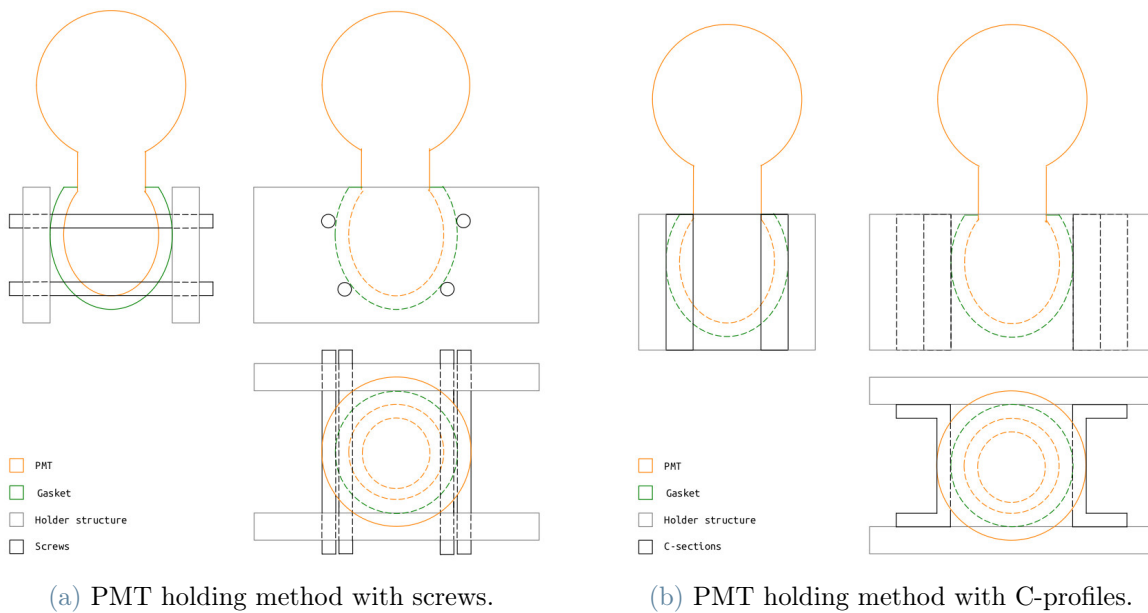 PMT
Gasket
Holder structure
Screws
(a) PMT holding method with screws.
PMT
Gasket
Holder structure
C-sections
(b) PMT holding method with C-profiles.